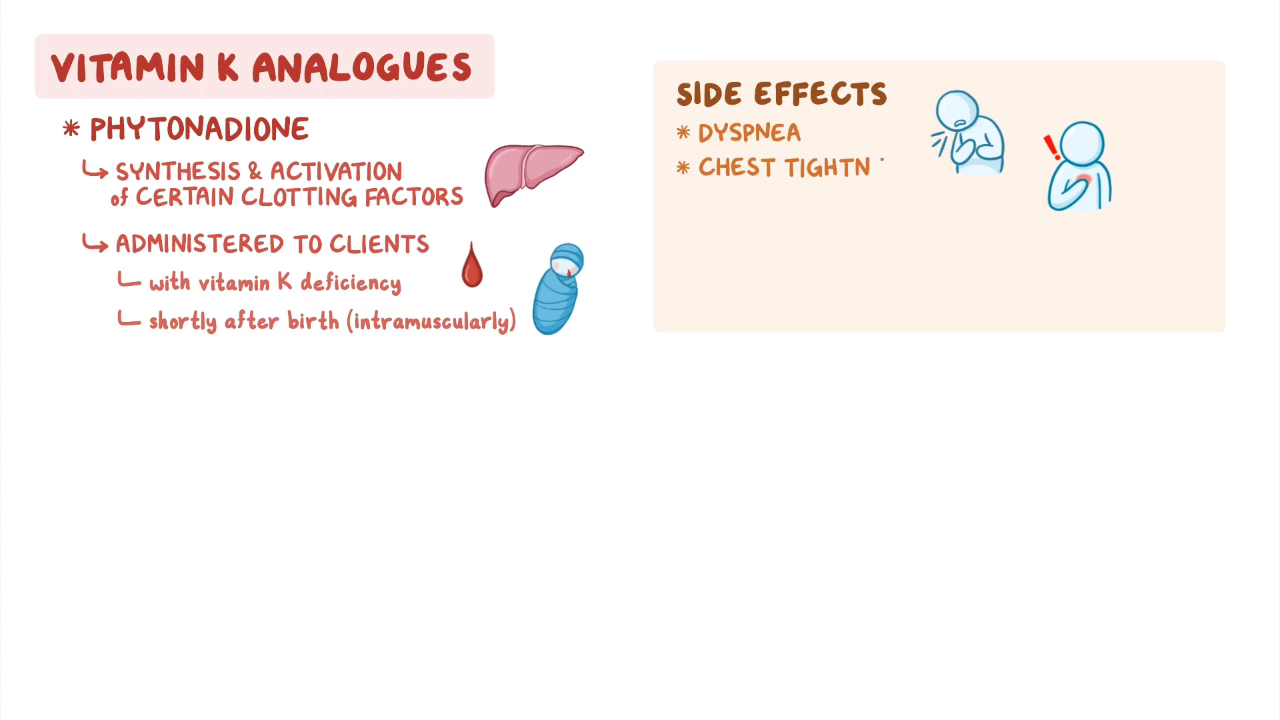 VITAMIN K ANALOGUES
* PHYTONADIONE
↳ SYNTHESIS & ACTIVATION
of CERTAIN CLOTTING FACTORS
↳ ADMINISTERED TO CLIENTS
with vitamin K deficiency
shortly after birth (intramuscularly)
SIDE EFFECTS
* DYSPNEA
* CHEST TIGHTN